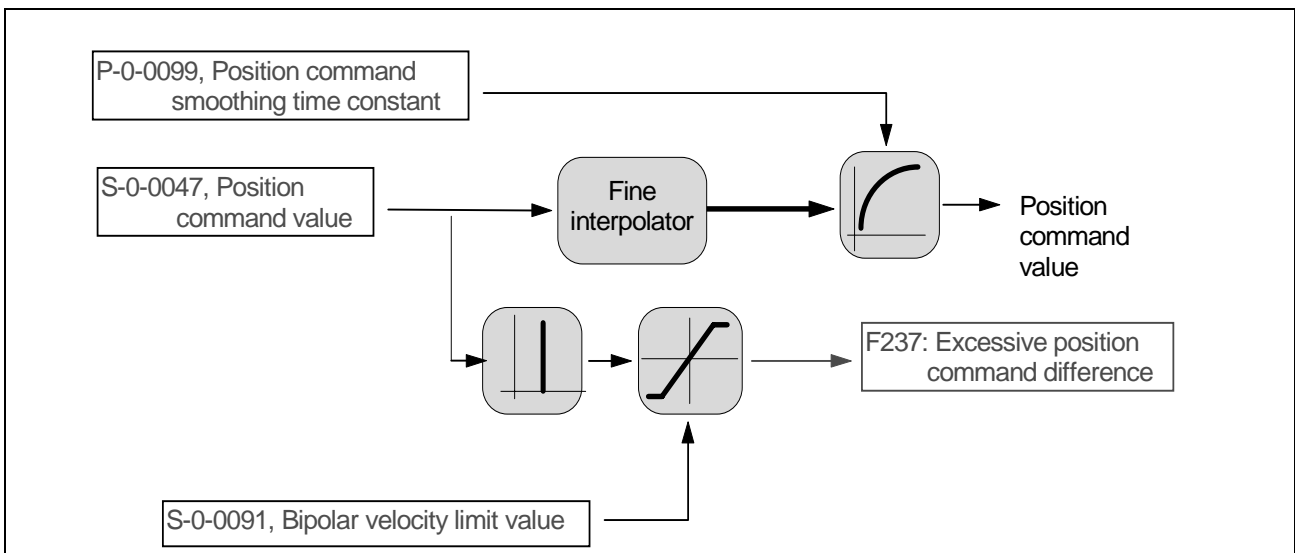 P-0-0099, Position command
smoothing time constant
S-0-0047, Position
command value
Fine
interpolator
Position
command
value
F237: Excessive position
command difference
S-0-0091, Bipolar velocity limit value